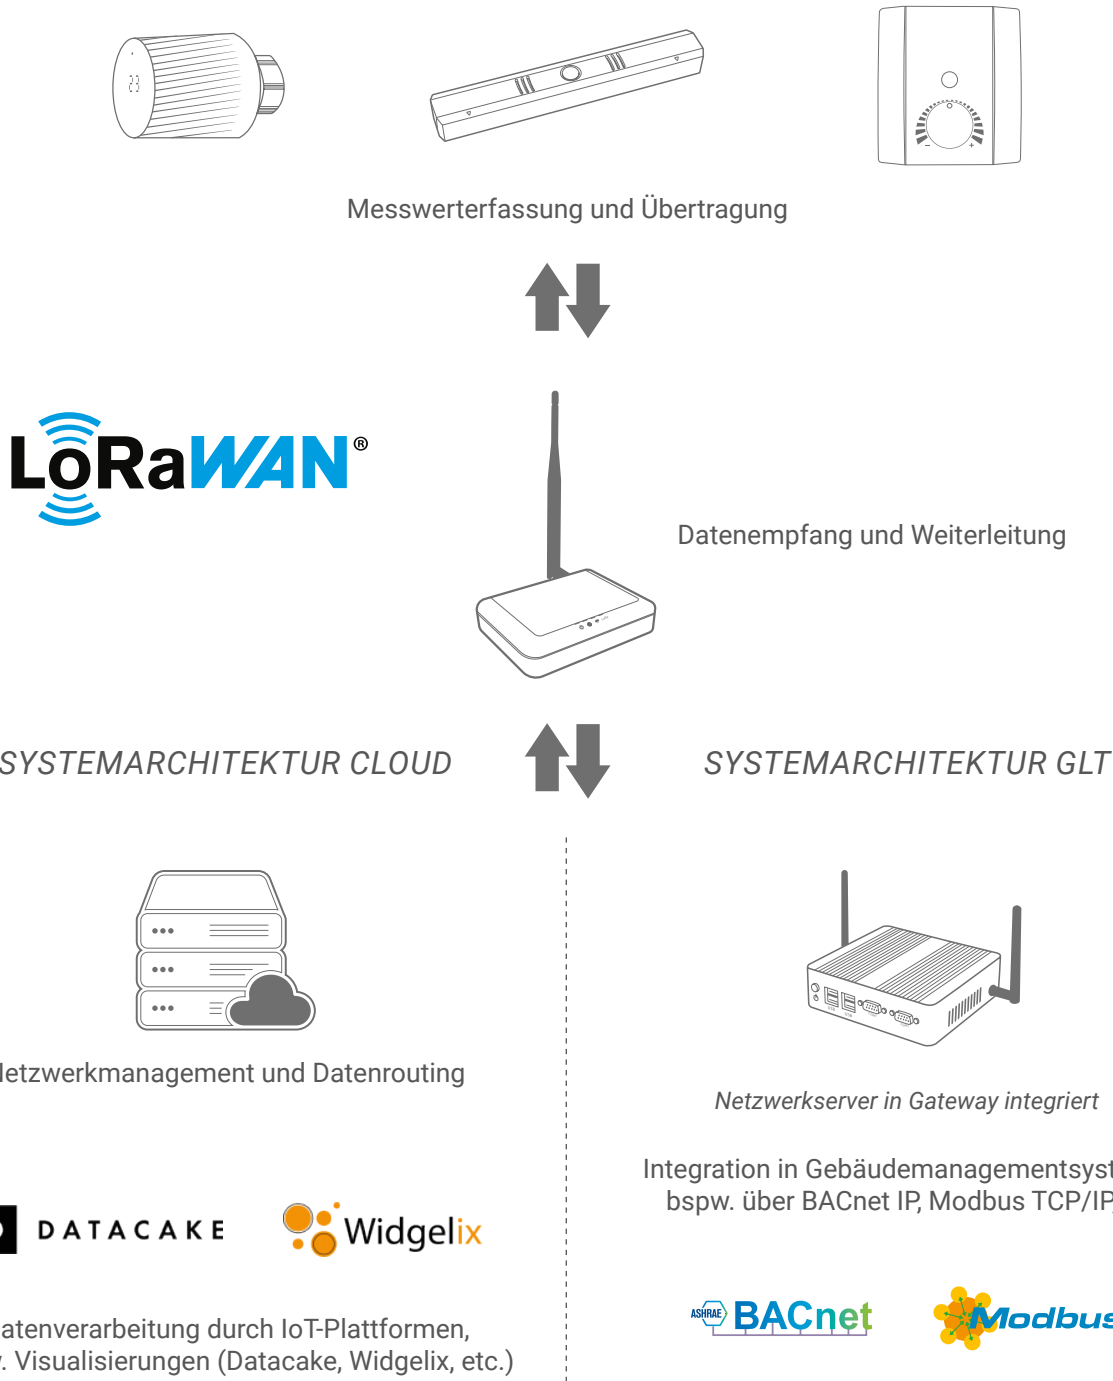 Messwerterfassung und Übertragung
LoRaWAN®
Datenempfang und Weiterleitung
SYSTEMARCHITEKTUR CLOUD
SYSTEMARCHITEKTUR GLT
etzwerkmanagement und Datenrouting
Netzwerkserver in Gateway integriert
Integration in Gebäudemanagementsyst
bspw. über BACnet IP, Modbus TCP/IP,
DATACAKE
Widgelix
ASHRAE BACnet
Modbus
atenverarbeitung durch IoT-Plattformen,
. Visualisierungen (Datacake, Widgelix, etc.)